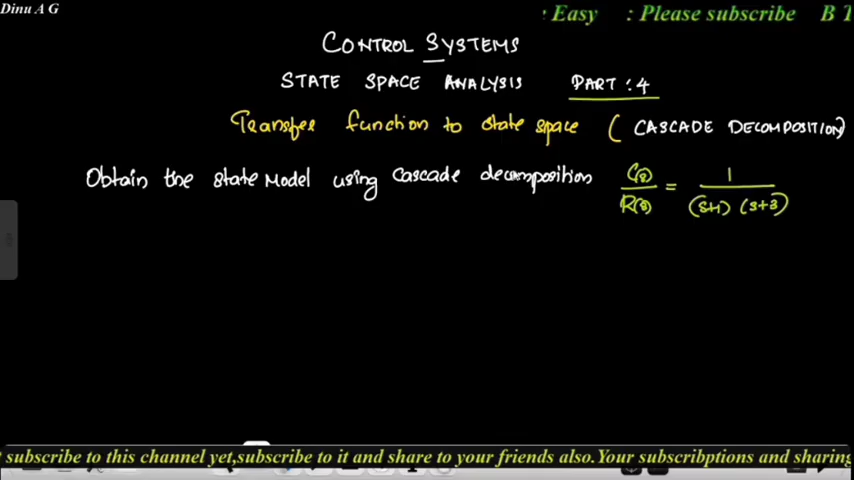 Dinu A G
: Easy : Please subscribe B T
CONTROL SYSTEMS
STATE SPACE ANALYSIS PART : 4
Transfer function to state space ( CASCADE DECOMPOSITION)
Obtain the state Model using Cascade decomposition C(s)/R(s) = 1/(s+1) (s+3)
t subscribe to this channel yet,subscribe to it and share to your friends also.Your subscribptions and sharing